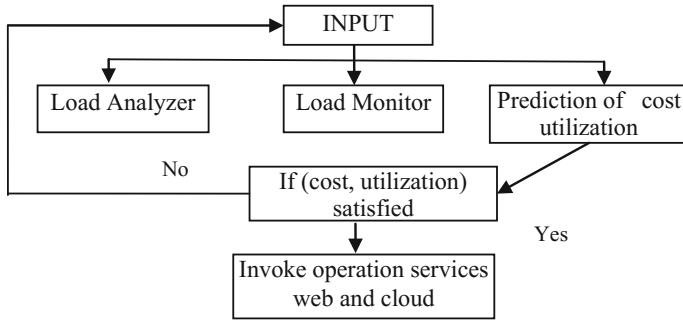 INPUT
Load Analyzer
Load Monitor
Prediction of cost
utilization
No
If (cost, utilization)
satisfied
Yes
Invoke operation services
web and cloud